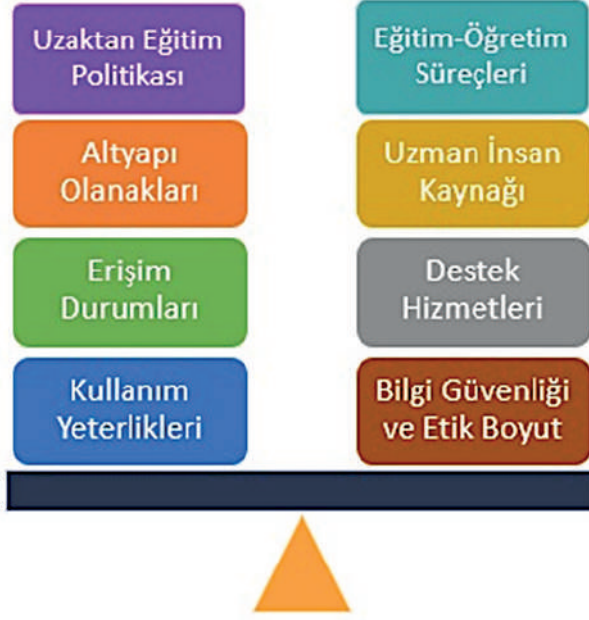 Uzaktan Eğitim
Politikası
Eğitim-Öğretim
Süreçleri
Altyapı
Olanakları
Uzman İnsan
Kaynağı
Erişim
Durumları
Destek
Hizmetleri
Kullanım
Yeterlikleri
Bilgi Güvenliği
ve Etik Boyut